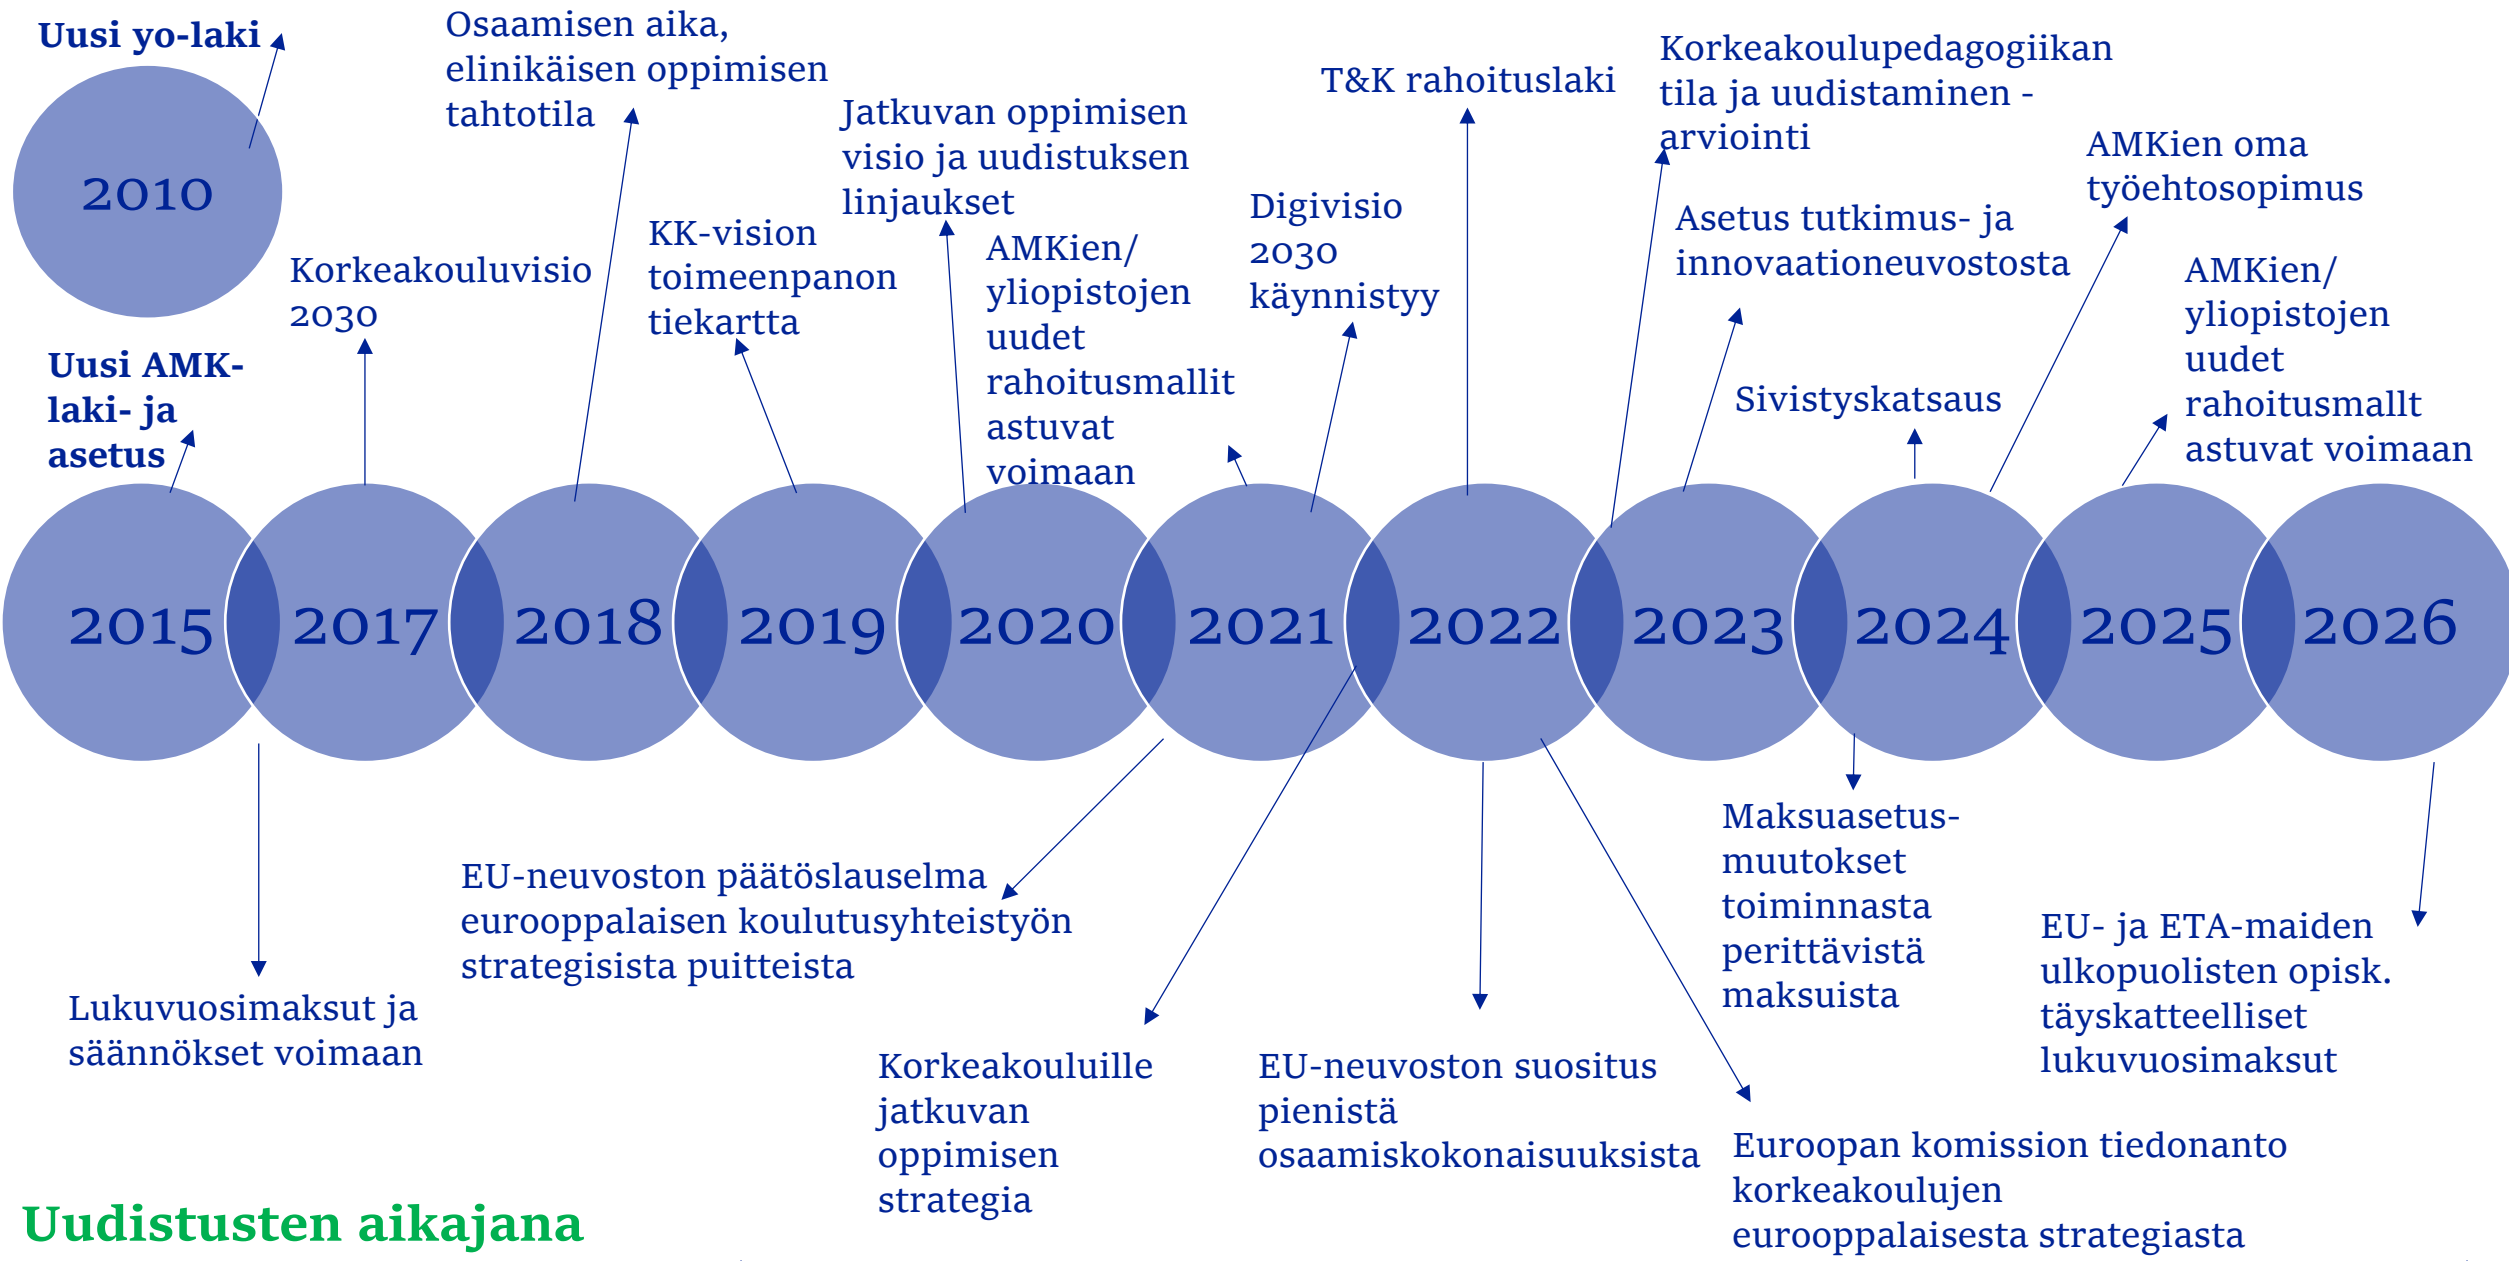 Uusi yo-laki
2010
Uusi AMK-
laki- ja
asetus
Korkeakouluvisio
2030
Osaamisen aika,
elinikäisen oppimisen
tahtotila
KK-vision
toimeenpanon
tiekartta
Jatkuvan oppimisen
visio ja uudistuksen
linjaukset
AMKien/
yliopistojen
uudet
rahoitusmallit
astuvat
voimaan
Digivisio
2030
käynnistyy
T&K rahoituslaki
Korkeakoulupedagogiikan
tila ja uudistaminen -
arviointi
Asetus tutkimus- ja
innovaationeuvostosta
Sivistyskatsaus
AMKien oma
työehtosopimus
AMKien/
yliopistojen
uudet
rahoitusmallt
astuvat voimaan
2015
2017
2018
2019
2020
2021
2022
2023
2024
2025
2026
Lukuvuosimaksut ja
säännökset voimaan
EU-neuvoston päätöslauselma
eurooppalaisen koulutusyhteistyön
strategisista puitteista
Korkeakouluille
jatkuvan
oppimisen
strategia
EU-neuvoston suositus
pienistä
osaamiskokonaisuuksista
Euroopan komission tiedonanto
korkeakoulujen
eurooppalaisesta strategiasta
Maksuasetus-
muutokset
toiminnasta
perittävistä
maksuista
EU- ja ETA-maiden
ulkopuolisten opisk.
täyskatteelliset
lukuvuosimaksut
Uudistusten aikajana